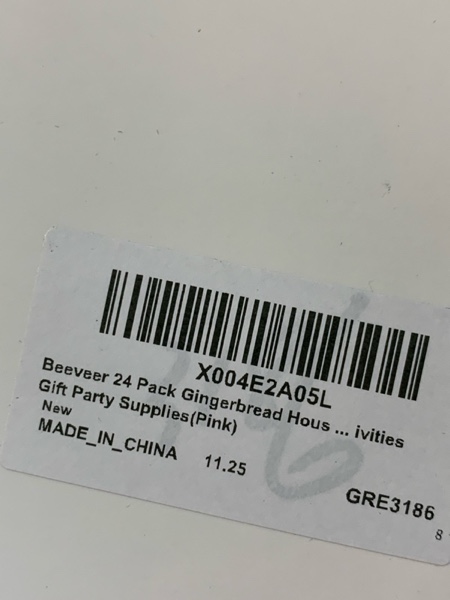 X004E2A05L
Beeveer 24 Pack Gingerbread Hous ... ivities
Gift Party Supplies(Pink)
New
MADE_IN_CHINA
11.25
GRE3186
8